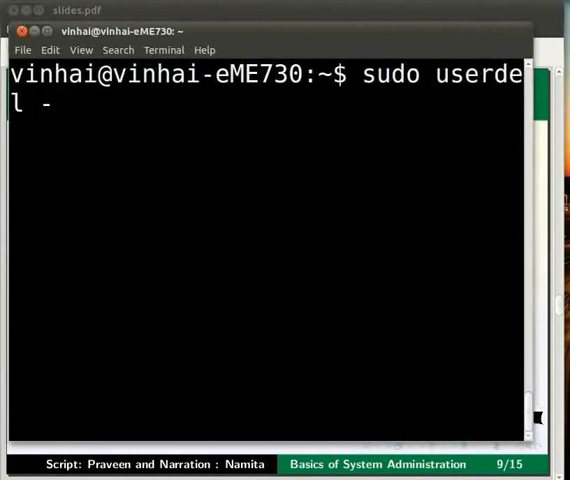 slides.pdf
vinhai@vinhai-eME730: ~
File Edit View Search Terminal Help
vinhai@vinhai-eME730:~$ sudo userde
l -
Script: Praveen and Narration : Namita Basics of System Administration 9/15